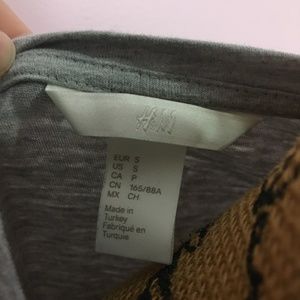 H&M
EUR S
US S
CA P
CN 165/88A
MX CH
Made in
Turkey
Fabriqué en
Turquie